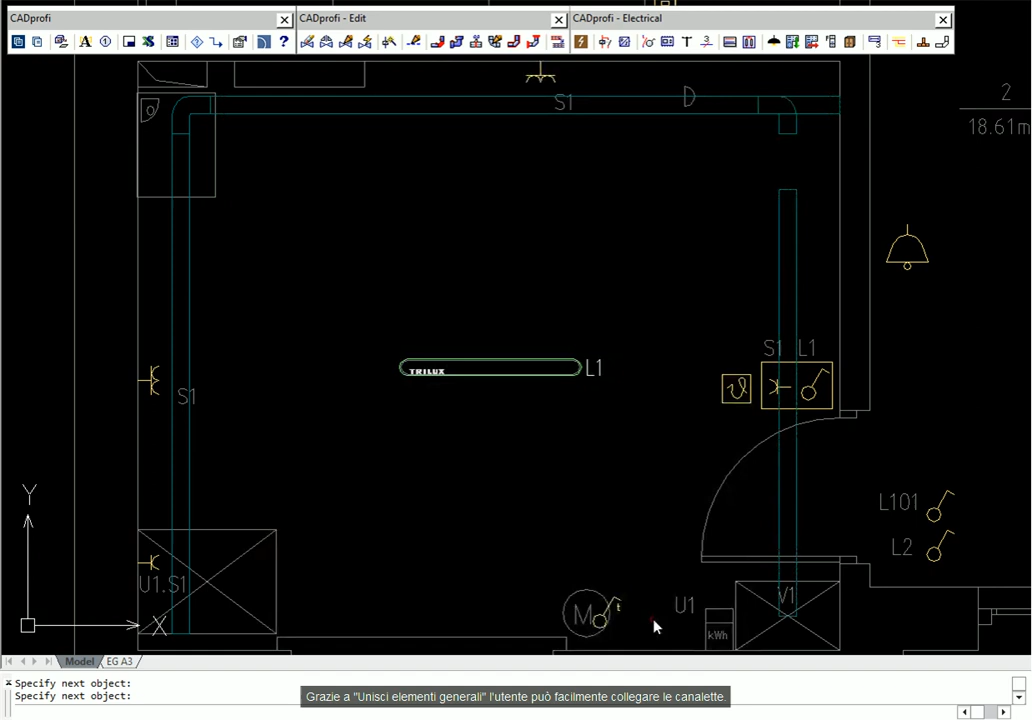 CADprofi
CADprofi - Edit
CADprofi - Electrical
S1
D
2
18.61m
TRILUX
L1
S1 L1
S1
L101
L2
Y
U1.S1
V1
X
M
t
U1
kWh
Model
EG A3
Specify next object:
Specify next object:
Grazie a "Unisci elementi generali" l'utente può facilmente collegare le canalette.